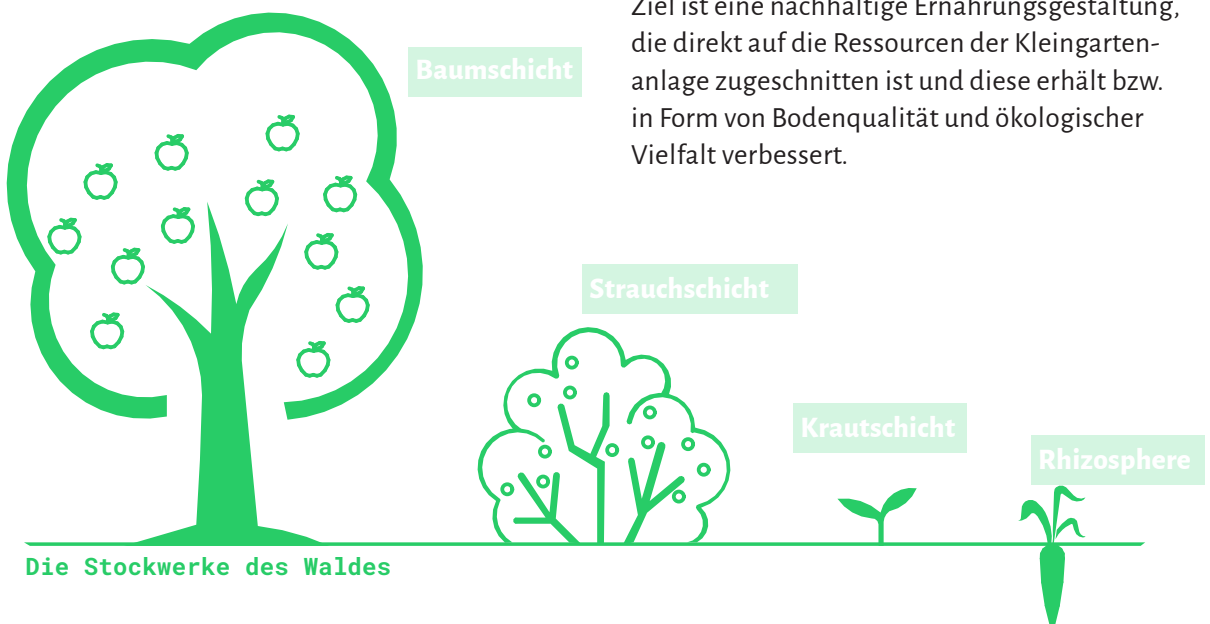 Ziel ist eine nachhaltige Ernährungsgestaltung,
die direkt auf die Ressourcen der Kleingarten-
anlage zugeschnitten ist und diese erhält bzw.
in Form von Bodenqualität und ökologischer
Vielfalt verbessert.
Baumschicht
Strauchschicht
Krautschicht
Rhizosphere
Die Stockwerke des Waldes